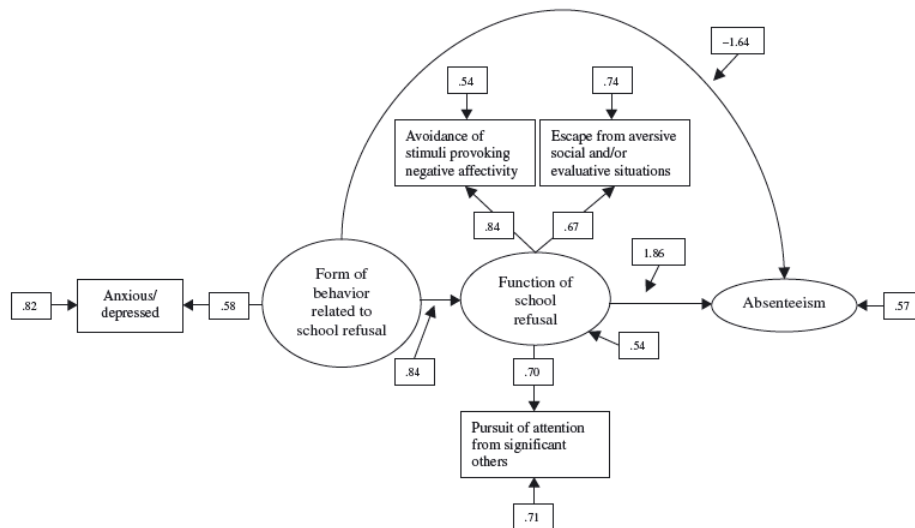 –1.64
.54
.74
Avoidance of
stimuli provoking
negative affectivity
Escape from aversive
social and/or
evaluative situations
.84
.67
1.86
.82
Anxious/
depressed
.58
Form of
behavior
related to
school refusal
Function of
school
refusal
Absenteeism
.57
.84
.54
.70
Pursuit of attention
from significant
others
.71